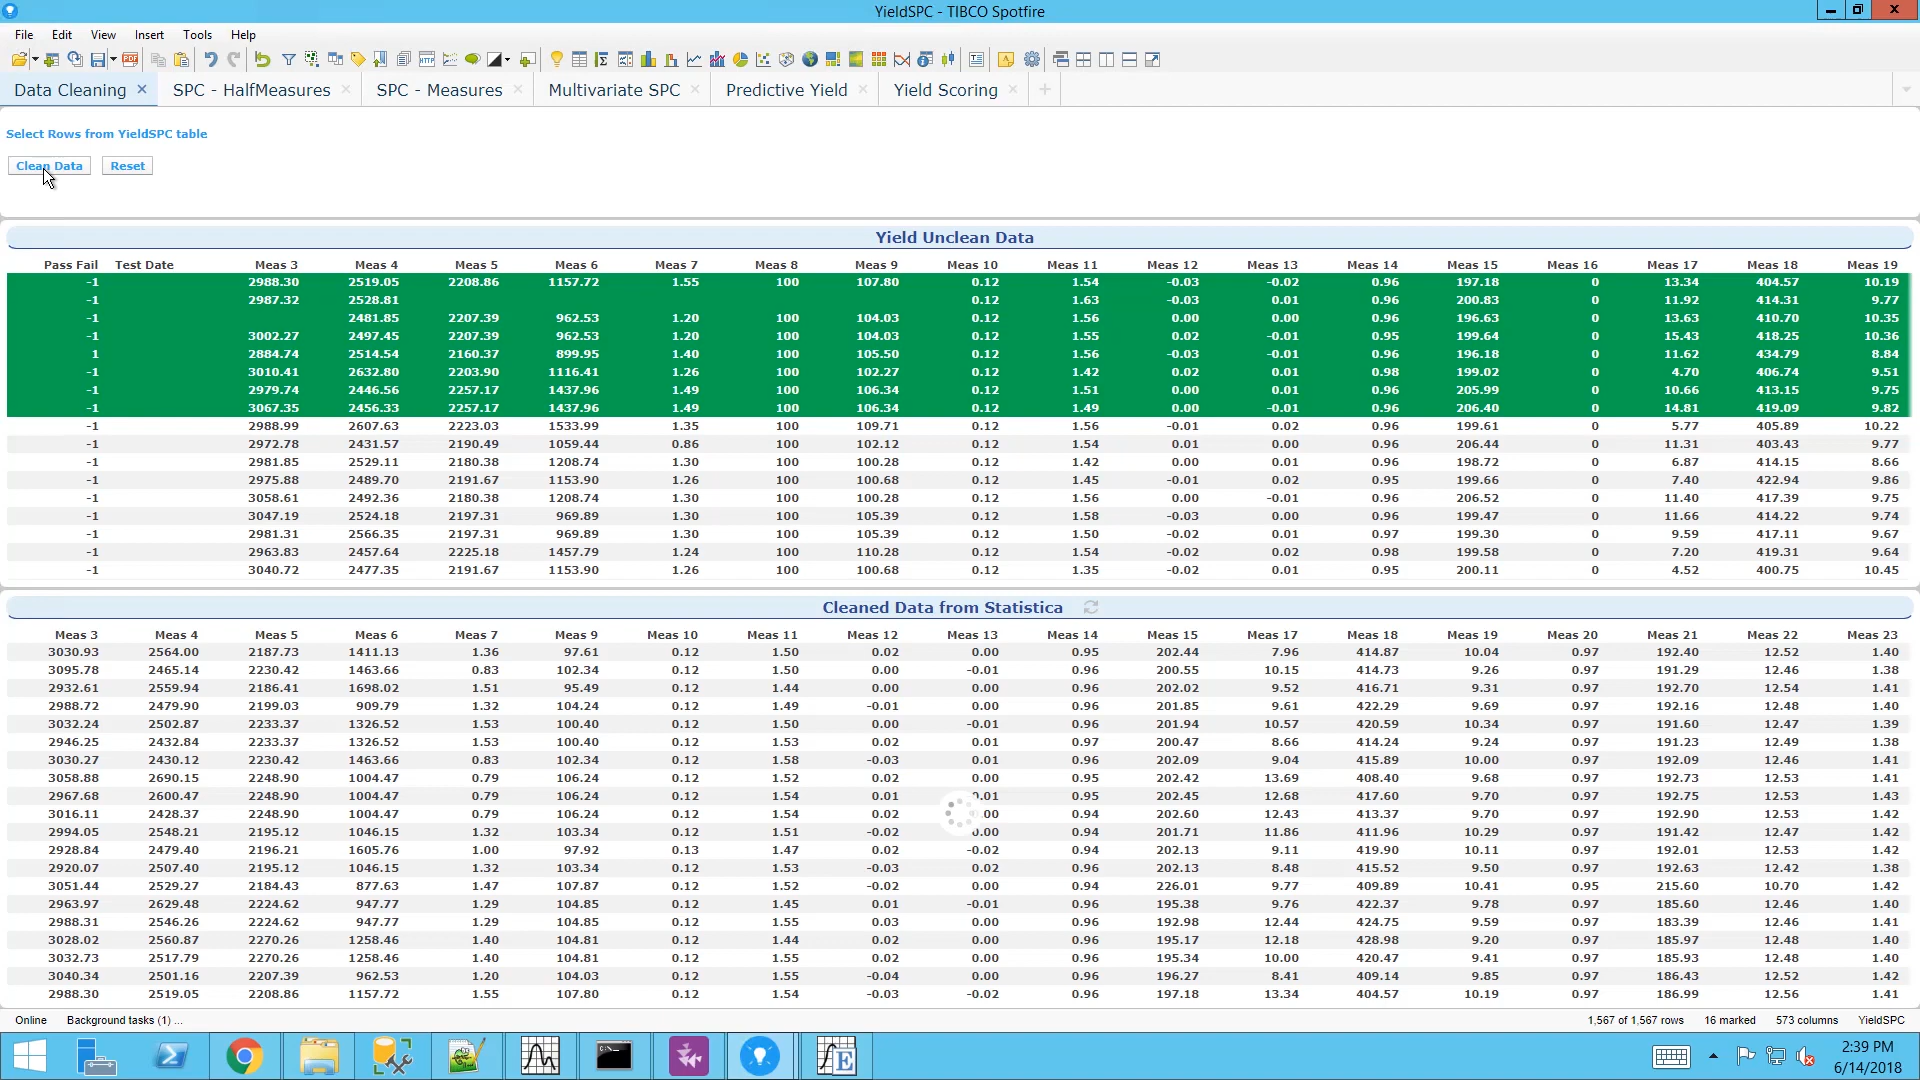 YieldSPC - TIBCO Spotfire
File Edit View Insert Tools Help
Data Cleaning SPC - HalfMeasures SPC - Measures Multivariate SPC Predictive Yield Yield Scoring
Select Rows from YieldSPC table
Clean Data Reset
Yield Unclean Data
Pass Fail Test Date Meas 3 Meas 4 Meas 5 Meas 6 Meas 7 Meas 8 Meas 9 Meas 10 Meas 11 Meas 12 Meas 13 Meas 14 Meas 15 Meas 16 Meas 17 Meas 18 Meas 19
-1 2988.30 2519.05 2208.86 1157.72 1.55 100 107.80 0.12 1.54 -0.03 -0.02 0.96 197.18 0 13.34 404.57 10.19
-1 2987.32 2528.81 0.12 1.63 -0.03 0.01 0.96 200.83 0 11.92 414.31 9.77
-1 2481.85 2207.39 962.53 1.20 100 104.03 0.12 1.56 0.00 0.00 0.96 196.63 0 13.63 410.70 10.35
-1 3002.27 2497.45 2207.39 962.53 1.20 100 104.03 0.12 1.55 0.02 -0.01 0.95 199.64 0 15.43 418.25 10.36
1 2884.74 2514.54 2160.37 899.95 1.40 100 105.50 0.12 1.56 -0.03 -0.01 0.96 196.18 0 11.62 434.79 8.84
-1 3010.41 2632.80 2203.90 1116.41 1.26 100 102.27 0.12 1.42 0.02 0.01 0.98 199.02 0 4.70 406.74 9.51
-1 2979.74 2446.56 2257.17 1437.96 1.49 100 106.34 0.12 1.51 0.00 0.01 0.96 205.99 0 10.66 413.15 9.75
-1 3067.35 2456.33 2257.17 1437.96 1.49 100 106.34 0.12 1.49 0.00 -0.01 0.96 206.40 0 14.81 419.09 9.82
-1 2988.99 2607.63 2223.03 1533.99 1.35 100 109.71 0.12 1.56 -0.01 0.02 0.96 199.61 0 5.77 405.89 10.22
-1 2972.78 2431.57 2190.49 1059.44 0.86 100 102.12 0.12 1.54 0.01 0.00 0.96 206.44 0 11.31 403.43 9.77
-1 2981.85 2529.11 2180.38 1208.74 1.30 100 100.28 0.12 1.42 0.00 0.01 0.96 198.72 0 6.87 414.15 8.66
-1 2975.88 2489.70 2191.67 1153.90 1.26 100 100.68 0.12 1.45 -0.01 0.02 0.95 199.66 0 7.40 422.94 9.86
-1 3058.61 2492.36 2180.38 1208.74 1.30 100 100.28 0.12 1.56 0.00 -0.01 0.96 206.52 0 11.40 417.39 9.75
-1 3047.19 2524.18 2197.31 969.89 1.30 100 105.39 0.12 1.58 -0.03 0.00 0.96 199.47 0 11.66 414.22 9.74
-1 2981.31 2566.35 2197.31 969.89 1.30 100 105.39 0.12 1.50 -0.02 0.01 0.97 199.30 0 9.59 417.11 9.67
-1 2963.83 2457.64 2225.18 1457.79 1.24 100 110.28 0.12 1.54 -0.02 0.02 0.98 199.58 0 7.20 419.31 9.64
-1 3040.72 2477.35 2191.67 1153.90 1.26 100 100.68 0.12 1.35 -0.02 0.01 0.95 200.11 0 4.52 400.75 10.45
Cleaned Data from Statistica
Meas 3 Meas 4 Meas 5 Meas 6 Meas 7 Meas 9 Meas 10 Meas 11 Meas 12 Meas 13 Meas 14 Meas 15 Meas 17 Meas 18 Meas 19 Meas 20 Meas 21 Meas 22 Meas 23
3030.93 2564.00 2187.73 1411.13 1.36 97.61 0.12 1.50 0.02 0.00 0.95 202.44 7.96 414.87 10.04 0.97 192.40 12.52 1.40
3095.78 2465.14 2230.42 1463.66 0.83 102.34 0.12 1.50 0.00 -0.01 0.96 200.55 10.15 414.73 9.26 0.97 191.29 12.46 1.38
2932.61 2559.94 2186.41 1698.02 1.51 95.49 0.12 1.44 0.00 0.00 0.96 202.02 9.52 416.71 9.31 0.97 192.70 12.54 1.41
2988.72 2479.90 2199.03 909.79 1.32 104.24 0.12 1.49 -0.01 0.00 0.96 201.85 9.61 422.29 9.69 0.97 192.16 12.48 1.40
3032.24 2502.87 2233.37 1326.52 1.53 100.40 0.12 1.50 0.00 -0.01 0.96 201.94 10.57 420.59 10.34 0.97 191.60 12.47 1.39
2946.25 2432.84 2233.37 1326.52 1.53 100.40 0.12 1.53 0.02 0.01 0.97 200.47 8.66 414.24 9.24 0.97 191.23 12.49 1.38
3030.27 2430.12 2230.42 1463.66 0.83 102.34 0.12 1.58 -0.03 0.01 0.96 202.09 9.04 415.89 10.00 0.97 192.09 12.46 1.41
3058.88 2690.15 2248.90 1004.47 0.79 106.24 0.12 1.52 0.02 0.00 0.95 202.42 13.69 408.40 9.68 0.97 192.73 12.53 1.41
2967.68 2600.47 2248.90 1004.47 0.79 106.24 0.12 1.54 0.01 0.95 202.45 12.68 417.60 9.70 0.97 192.75 12.53 1.43
3016.11 2428.37 2248.90 1004.47 0.79 106.24 0.12 1.54 0.02 0.94 202.60 12.43 413.37 9.70 0.97 192.90 12.53 1.42
2994.05 2548.21 2195.12 1046.15 1.32 103.34 0.12 1.51 -0.02 0.94 201.71 11.86 411.96 10.29 0.97 191.42 12.47 1.42
2928.84 2479.40 2196.21 1605.76 1.00 97.92 0.13 1.47 0.02 -0.02 0.94 202.13 9.11 419.90 10.11 0.97 192.01 12.53 1.42
2920.07 2507.40 2195.12 1046.15 1.32 103.34 0.12 1.53 -0.03 0.02 0.96 202.13 8.48 415.52 9.50 0.97 192.63 12.42 1.38
3051.44 2529.27 2184.43 877.63 1.47 107.87 0.12 1.52 -0.02 0.00 0.94 226.01 9.77 409.89 10.41 0.95 215.60 10.70 1.42
2963.97 2629.48 2224.62 947.77 1.29 104.85 0.12 1.45 0.01 -0.01 0.96 195.38 9.76 422.37 9.78 0.97 185.60 12.46 1.40
2988.31 2546.26 2224.62 947.77 1.29 104.85 0.12 1.55 0.03 0.00 0.96 192.98 12.44 424.75 9.59 0.97 183.39 12.46 1.41
3028.02 2560.87 2270.26 1258.46 1.40 104.81 0.12 1.44 0.02 0.00 0.96 195.17 12.18 428.98 9.20 0.97 185.97 12.48 1.40
3032.73 2517.79 2270.26 1258.46 1.40 104.81 0.12 1.55 0.02 0.00 0.96 195.34 10.00 420.47 9.41 0.97 185.93 12.48 1.40
3040.34 2501.16 2207.39 962.53 1.20 104.03 0.12 1.55 -0.04 0.00 0.96 196.27 8.41 409.14 9.85 0.97 186.43 12.52 1.42
2988.30 2519.05 2208.86 1157.72 1.55 107.80 0.12 1.54 -0.03 -0.02 0.96 197.18 13.34 404.57 10.19 0.97 186.99 12.56 1.41
Online Background tasks (1) ... 1,567 of 1,567 rows 16 marked 573 columns YieldSPC
2:39 PM
6/14/2018